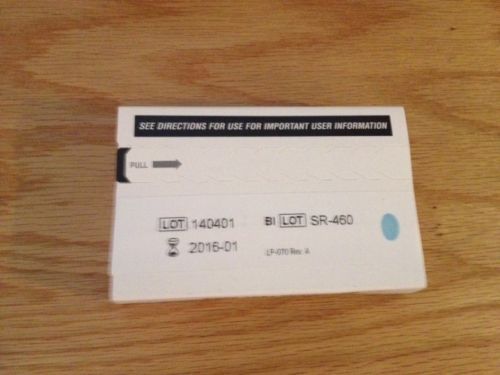 SEE DIRECTIONS FOR USE FOR IMPORTANT USER INFORMATION
PULL
LOT 140401 BI LOT SR-460
2016-01 LP-070 Rev. A